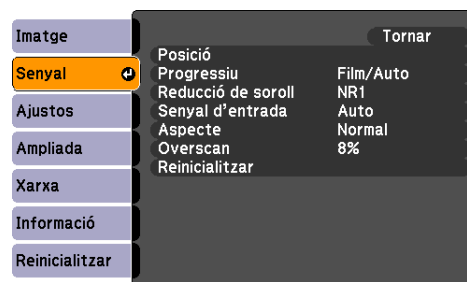 Imatge
Senyal
Ajustos
Ampliada
Xarxa
Informació
Reinicialitzar
Tornar
Posició
Progressiu Film/Auto
Reducció de soroll NR1
Senyal d'entrada Auto
Aspecte Normal
Overscan 8%
Reinicialitzar